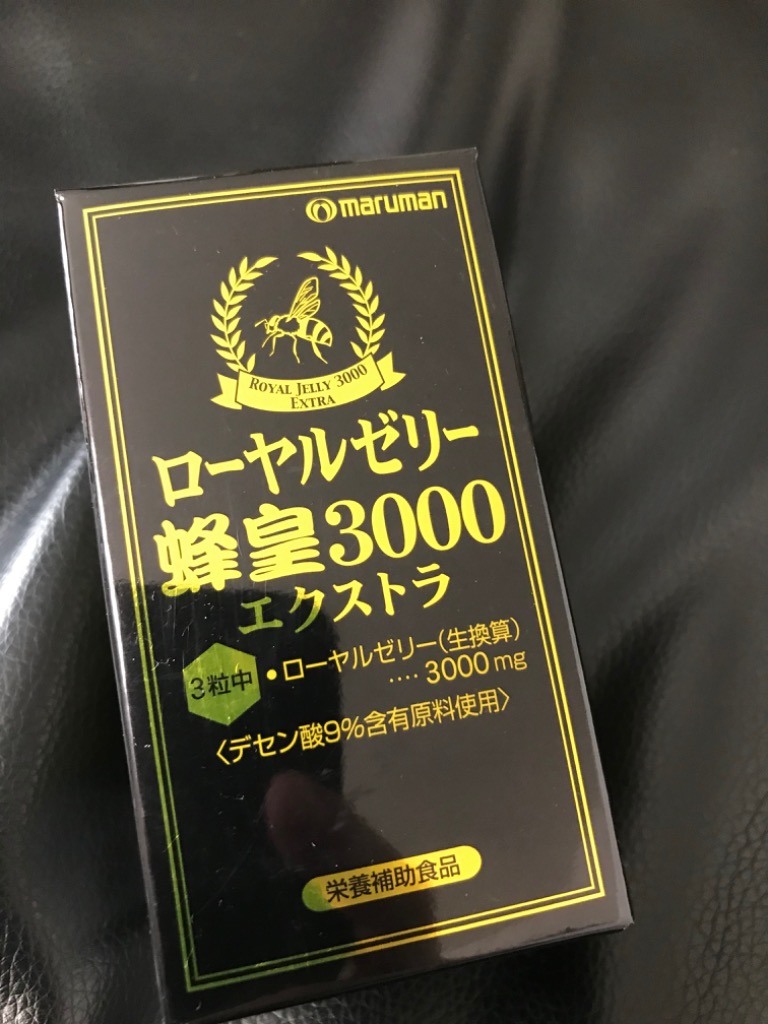 maruman
ROYAL JELLY 3000
EXTRA
ローヤルゼリー
蜂皇3000
エクストラ
3粒中 •ローヤルゼリー(生換算)
‥‥3000mg
〈デセン酸9%含有原料使用〉
栄養補助食品